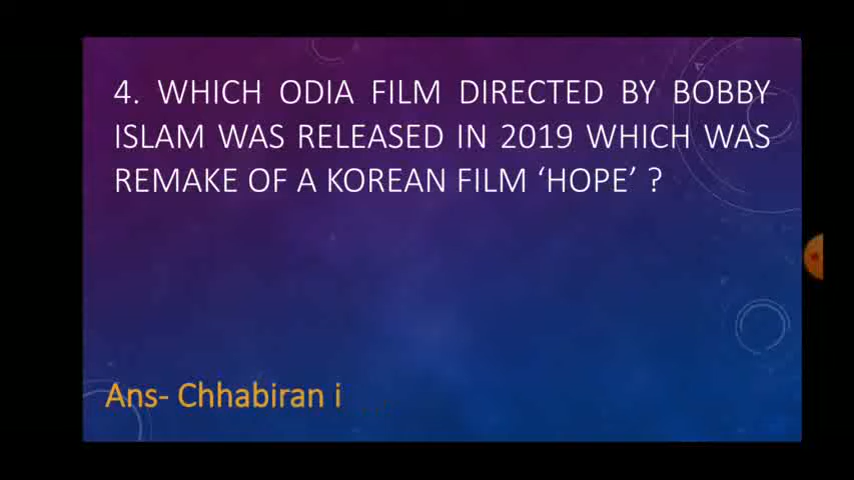 4. WHICH ODIA FILM DIRECTED BY BOBBY
ISLAM WAS RELEASED IN 2019 WHICH WAS
REMAKE OF A KOREAN FILM ‘HOPE’ ?
Ans- Chhabiran i